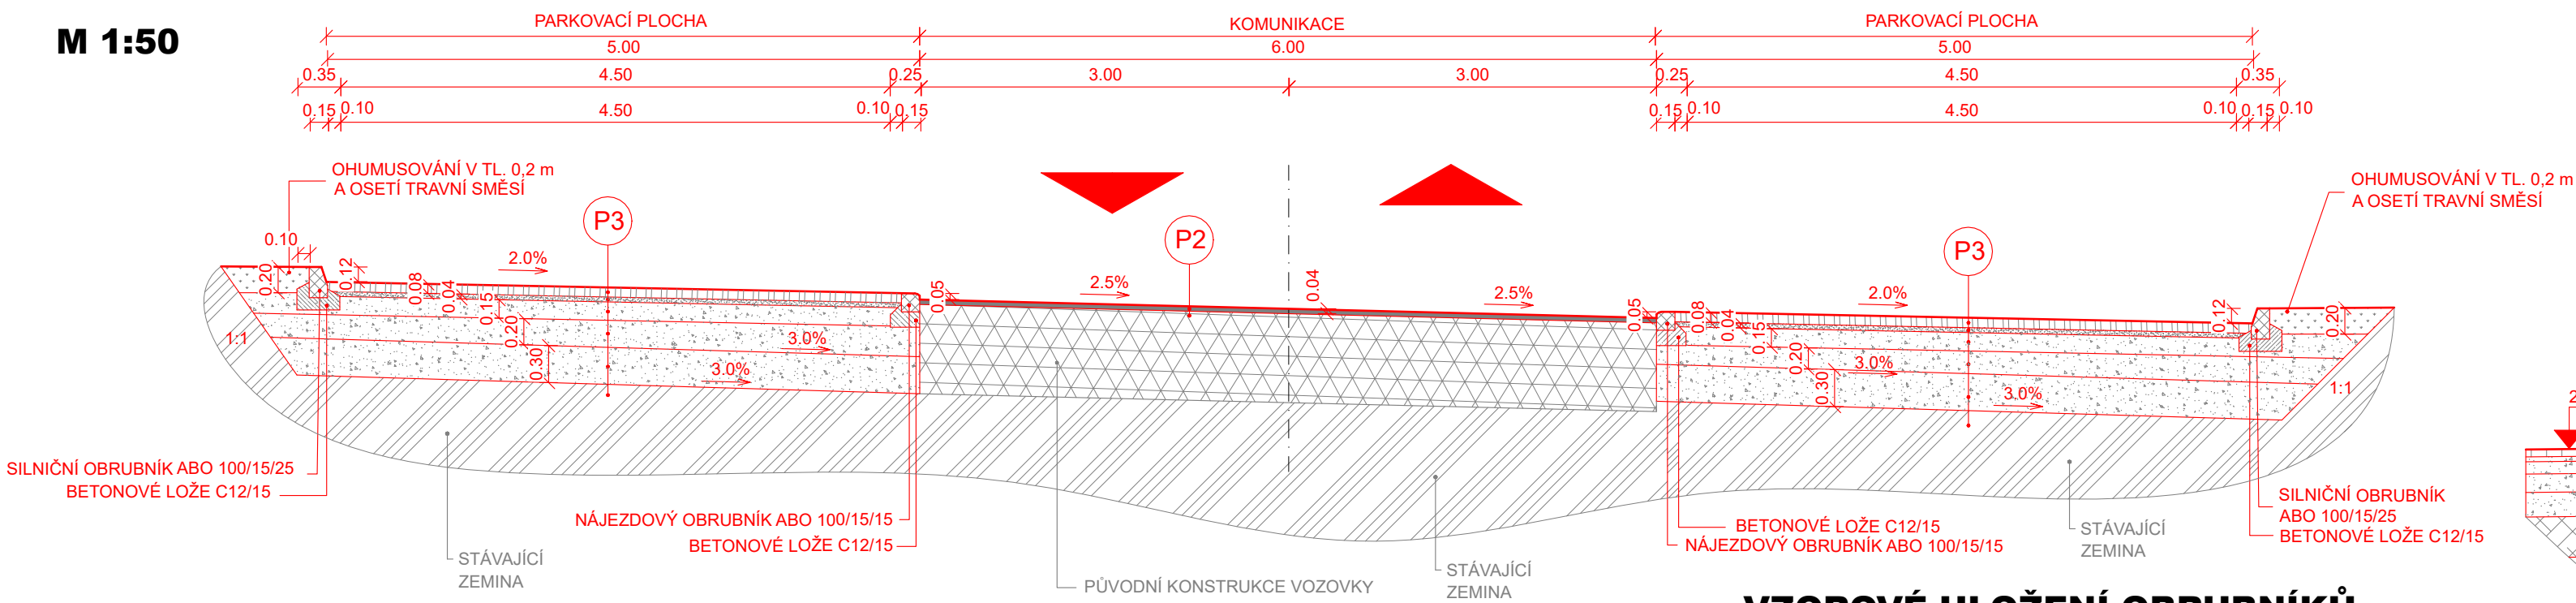 M 1:50
PARKOVACÍ PLOCHA
KOMUNIKACE
PARKOVACÍ PLOCHA
5.00
6.00
5.00
0.35
4.50
0.25
3.00
3.00
0.25
4.50
0.35
0.15
0.10
4.50
0.10
0.15
0.15
0.10
4.50
0.10
0.15
0.10
OHUMUSOVÁNÍ V TL. 0,2 m
A OSETÍ TRAVNÍ SMĚSÍ
OHUMUSOVÁNÍ V TL. 0,2 m
A OSETÍ TRAVNÍ SMĚSÍ
P3
P2
P3
0.10
0.20
0.12
0.08
0.04
0.15
0.20
0.30
2.0%
3.0%
3.0%
0.05
2.5%
0.04
2.5%
0.05
0.08
0.04
0.15
0.20
0.30
2.0%
3.0%
3.0%
0.12
0.20
1:1
1:1
SILNIČNÍ OBRUBNÍK ABO 100/15/25
BETONOVÉ LOŽE C12/15
NÁJEZDOVÝ OBRUBNÍK ABO 100/15/15
BETONOVÉ LOŽE C12/15
STÁVAJÍCÍ
ZEMINA
PŮVODNÍ KONSTRUKCE VOZOVKY
STÁVAJÍCÍ
ZEMINA
BETONOVÉ LOŽE C12/15
NÁJEZDOVÝ OBRUBNÍK ABO 100/15/15
STÁVAJÍCÍ
ZEMINA
SILNIČNÍ OBRUBNÍK
ABO 100/15/25
BETONOVÉ LOŽE C12/15
VZOROVÉ ULOŽENÍ OBRUBNÍKŮ